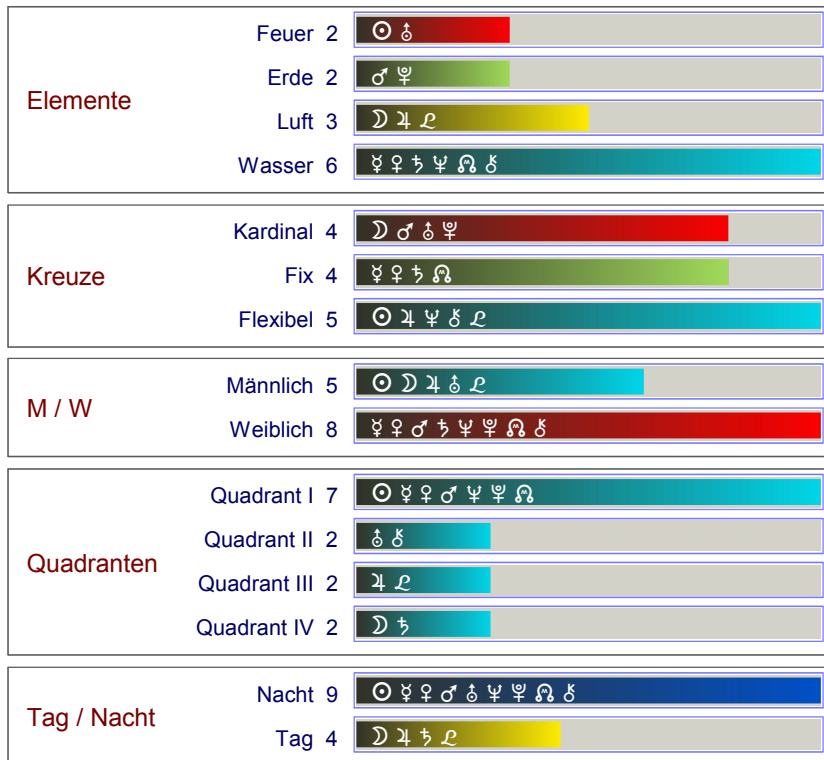 Elemente
Feuer 2 ☉ ⛢
Erde 2 ♂ ♆
Luft 3 ☽ ♃ ⚳
Wasser 6 ☿ ♀ ♄ ♆ ☊ ⚷
Kreuze
Kardinal 4
Fix 4
Flexibel 5
M / W
Männlich 5
Weiblich 8
Quadranten
Quadrant I 7
Quadrant II 2
Quadrant III 2
Quadrant IV 2
Tag / Nacht
Nacht 9
Tag 4